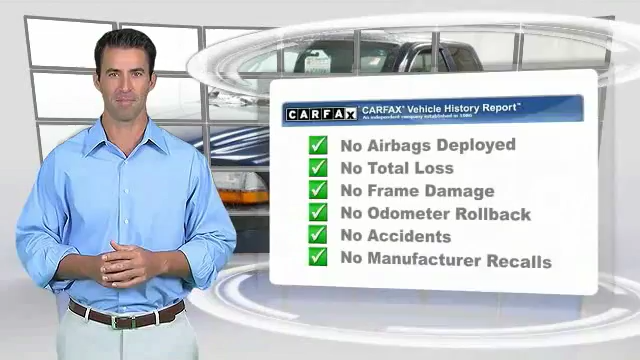 CARFAX CARFAX Vehicle History Report™
An independent company established in 1986
No Airbags Deployed
No Total Loss
No Frame Damage
No Odometer Rollback
No Accidents
No Manufacturer Recalls